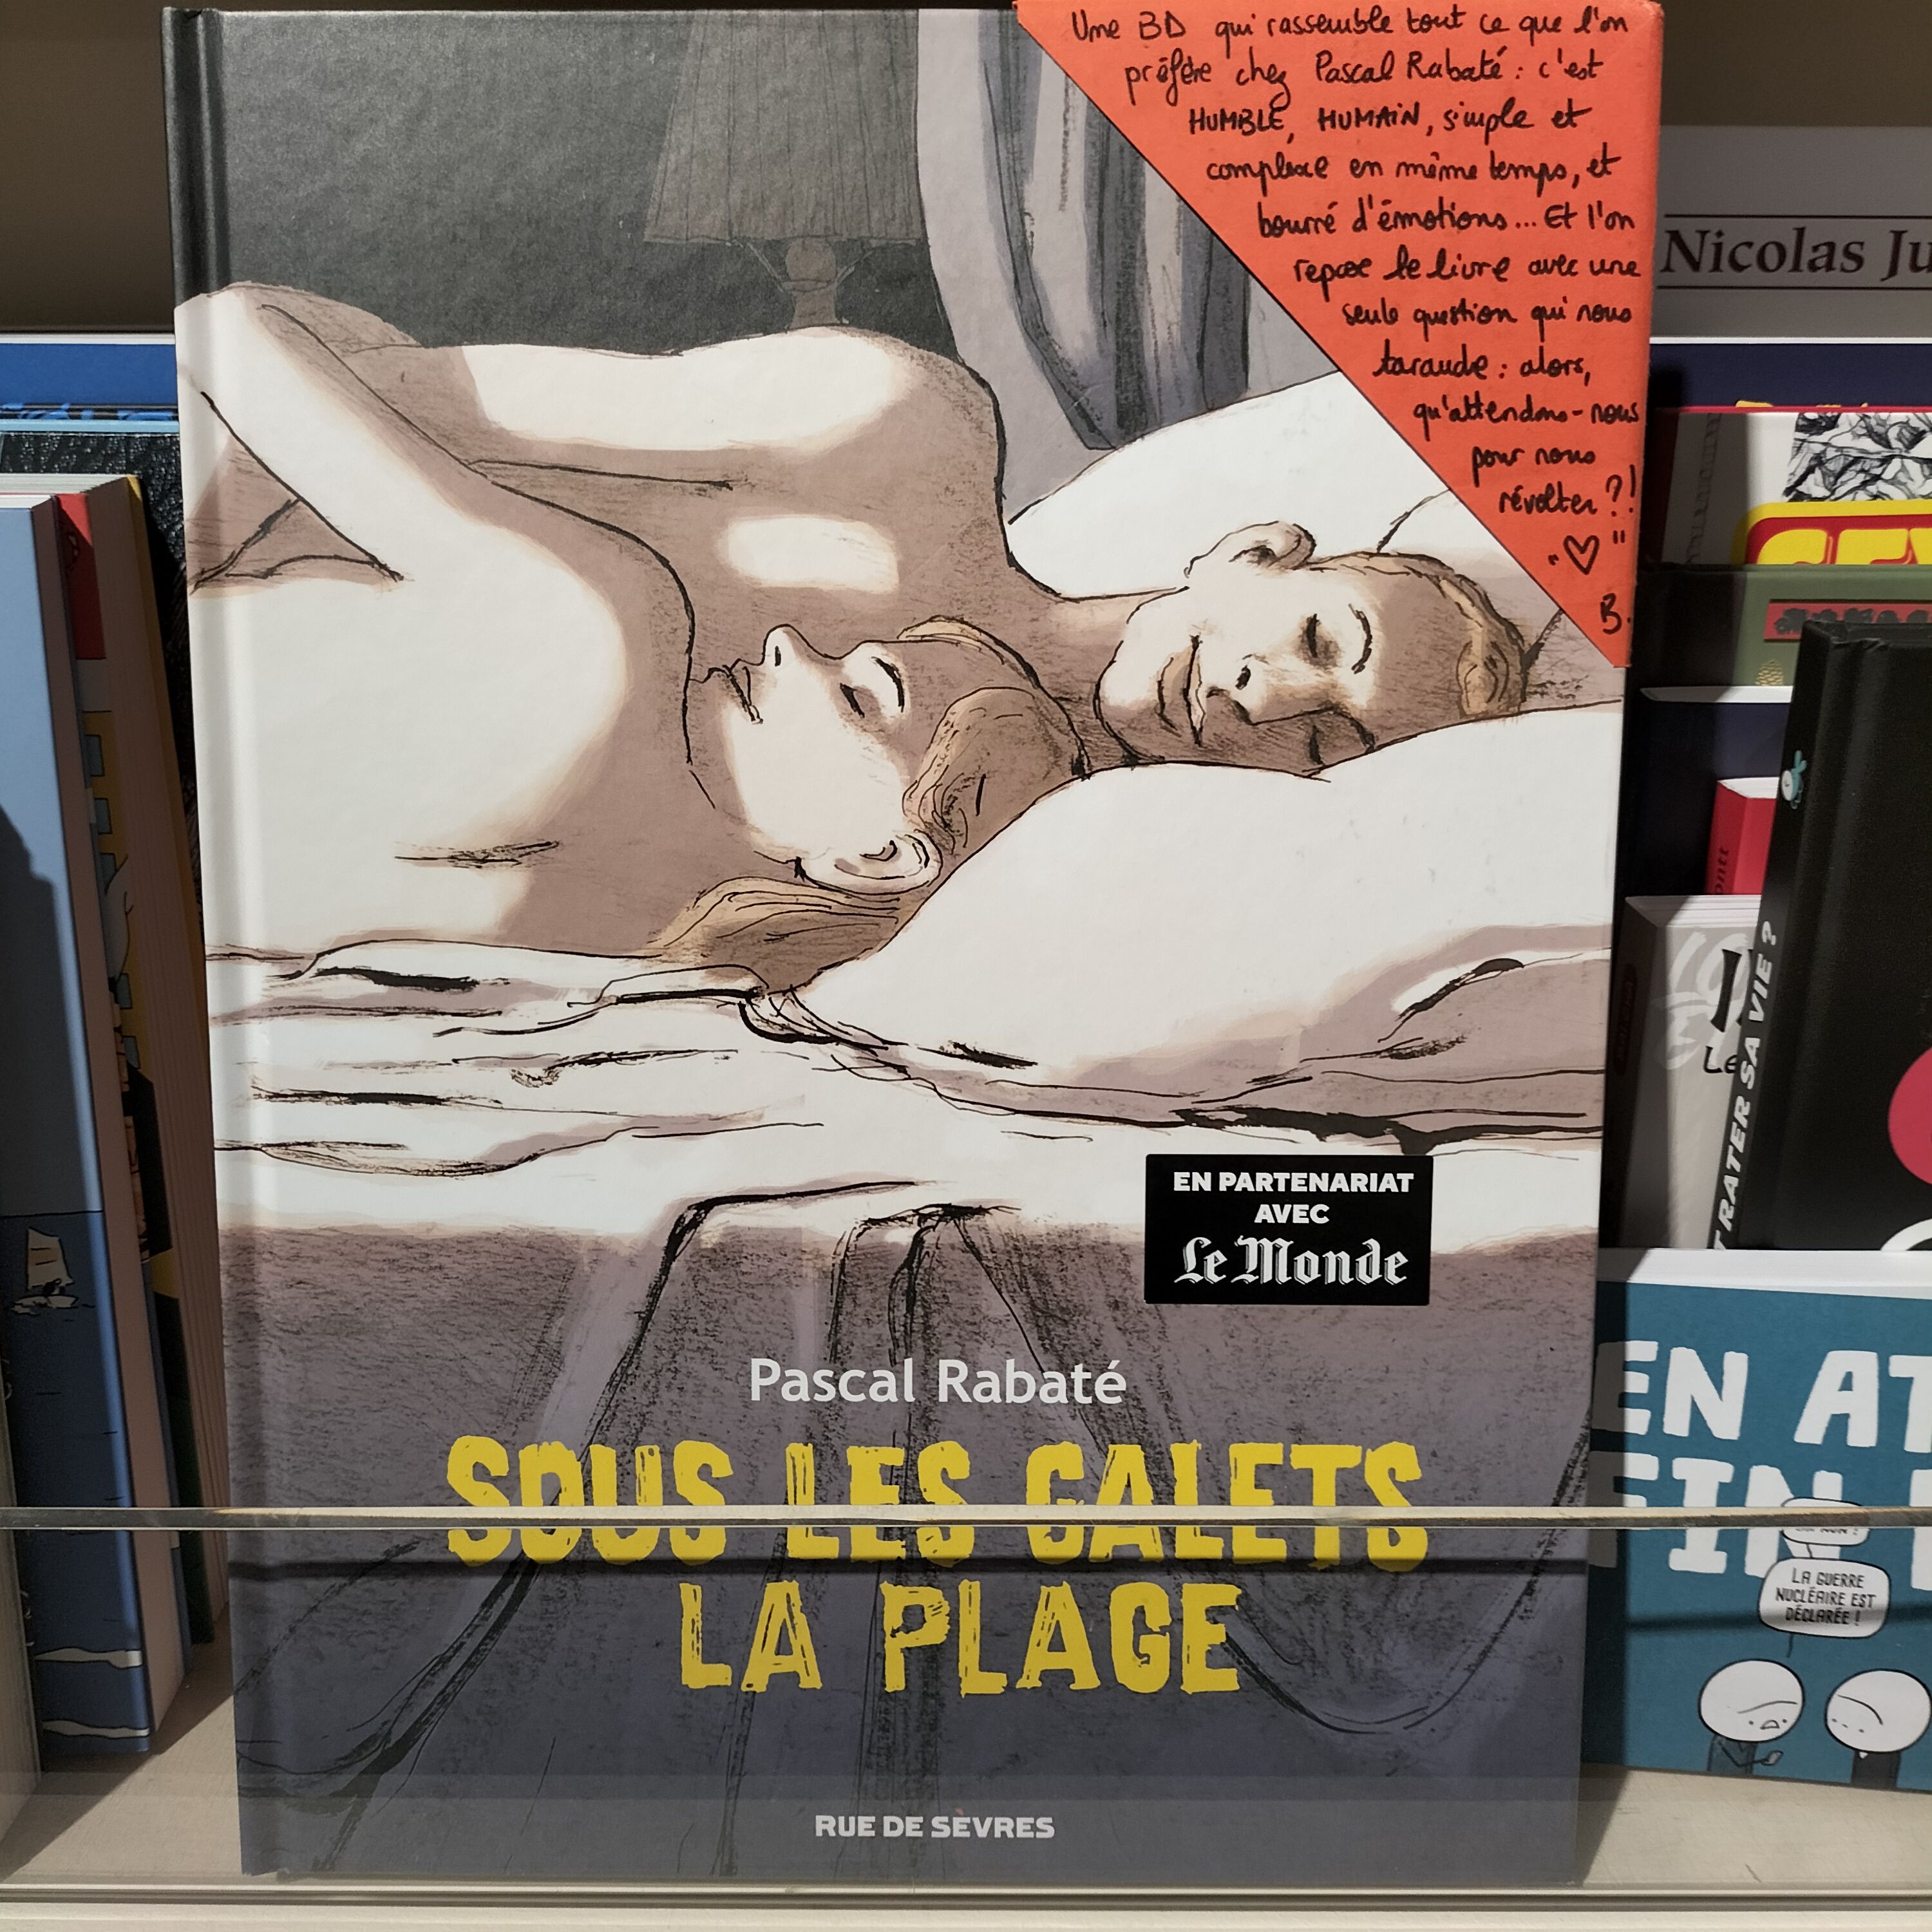 Une BD qui rassemble tout ce que l'on
préfère chez Pascal Rabaté : c'est
HUMBLE, HUMAIN, simple et
complexe en même temps, et
bourré d'émotions... Et l'on
repose le livre avec une
seule question qui nous
taraude : alors,
qu'attendons-nous
pour nous
révolter ?!
"♡"
B.
EN PARTENARIAT
AVEC
Le Monde
Pascal Rabaté
SOUS LES GALETS
LA PLAGE
RUE DE SEVRES
Nicolas Ju
RATER SA VIE ?
Le
EN AT
FIN
LA GUERRE
NUCLÉAIRE EST
DÉCLARÉE !